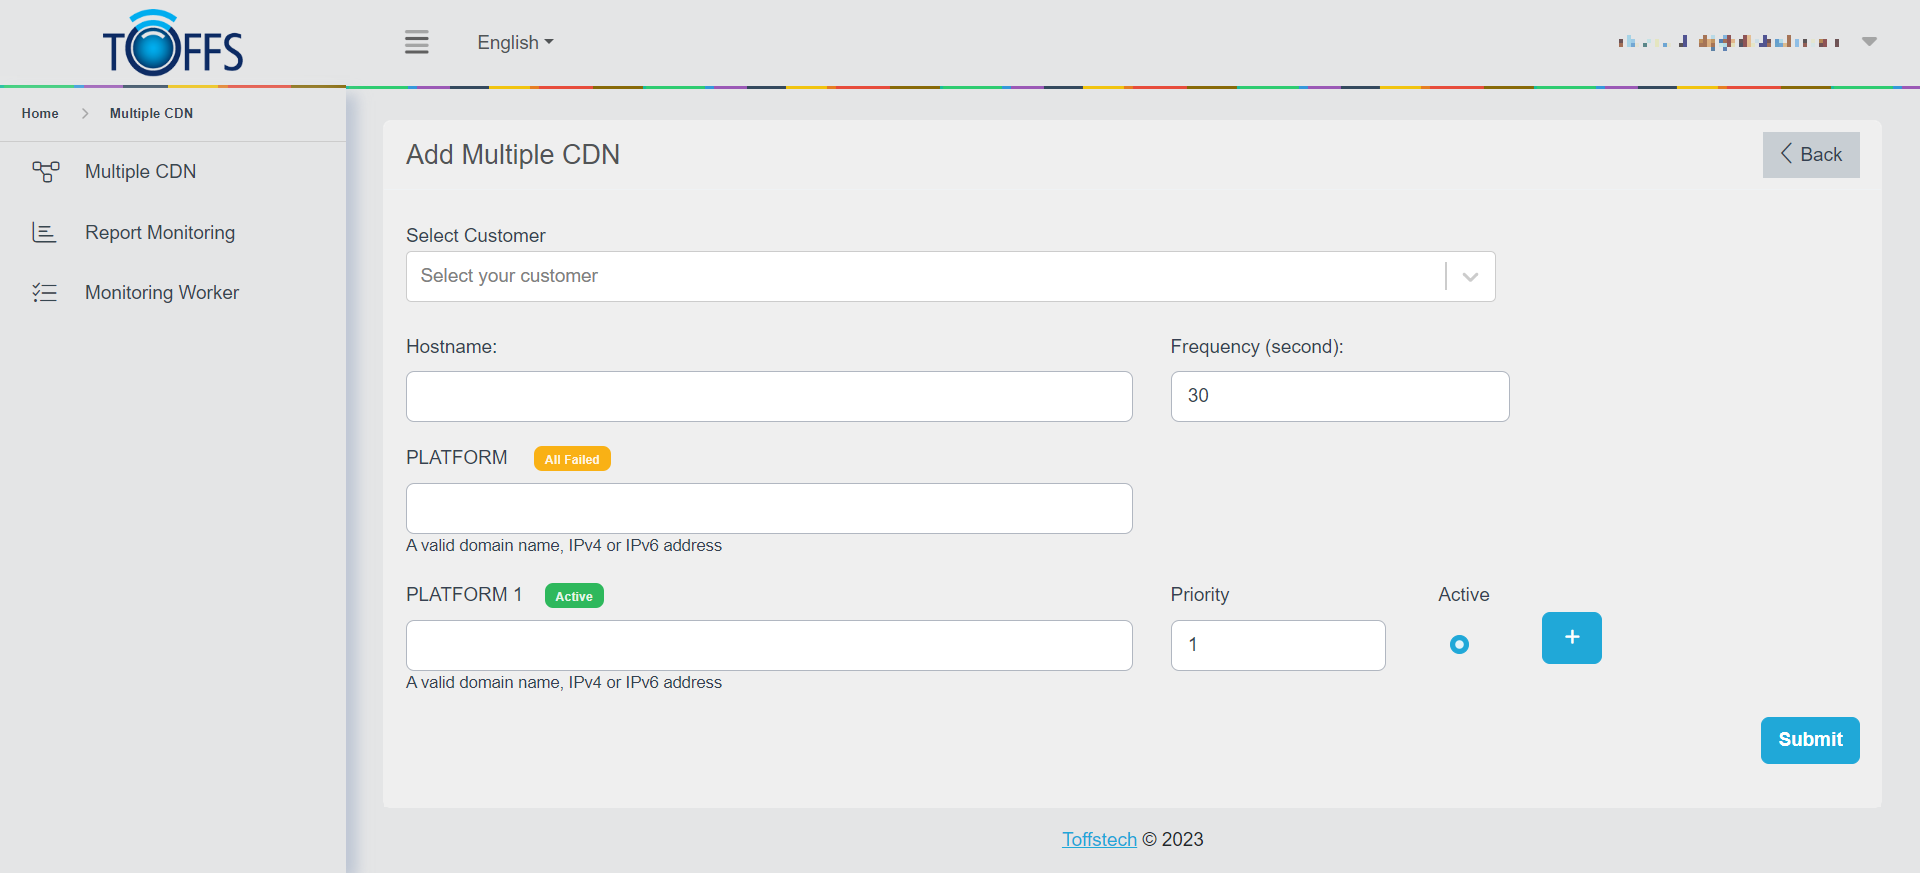 TOFFS
English
Home > Multiple CDN
Multiple CDN
Report Monitoring
Monitoring Worker
Add Multiple CDN
Back
Select Customer
Select your customer
Hostname:
Frequency (second):
30
PLATFORM
All Failed
A valid domain name, IPv4 or IPv6 address
PLATFORM 1
Active
Priority
Active
1
+
A valid domain name, IPv4 or IPv6 address
Submit
Toffstech © 2023